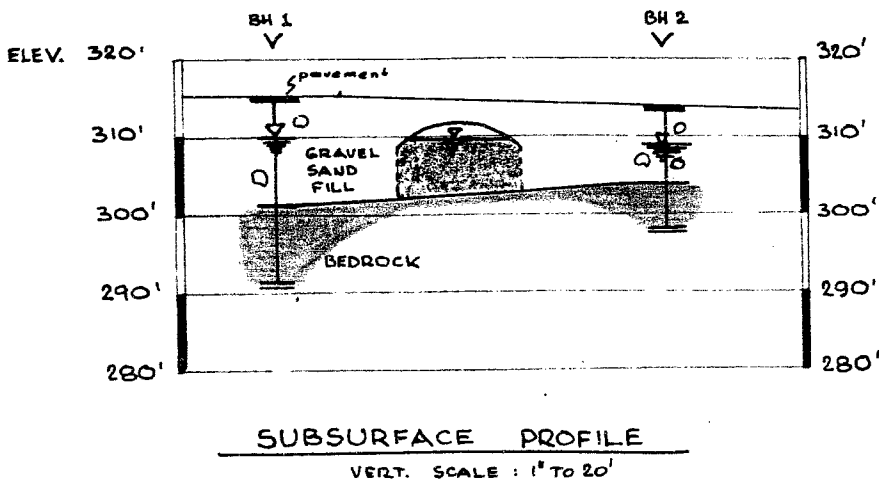 BH 1 BH 2
ELEV. 320' 320'
pavement
310' 310'
GRAVEL
SAND
FILL
300' 300'
BEDROCK
290' 290'
280' 280'
SUBSURFACE PROFILE
VERT. SCALE : 1" TO 20'